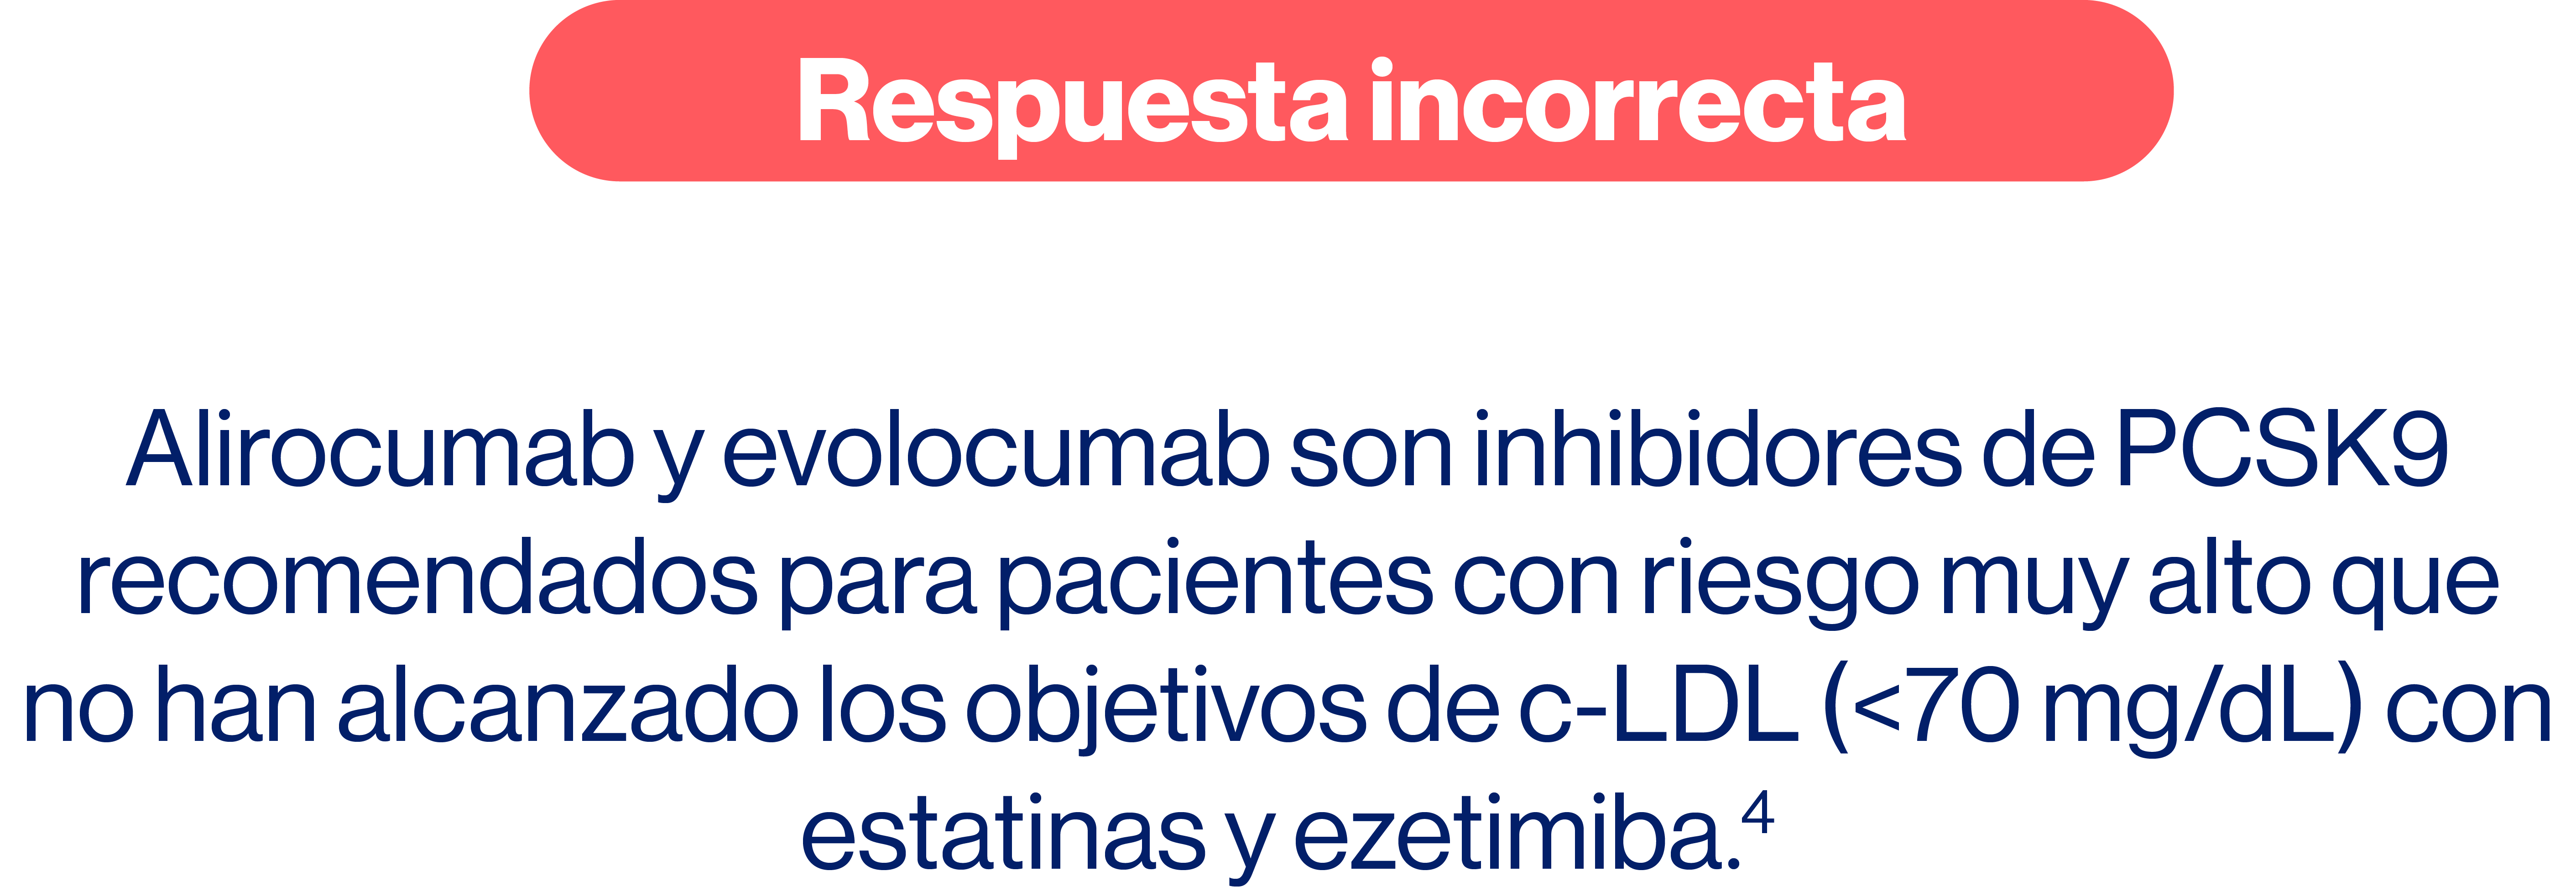 Respuesta incorrecta
Alirocumab y evolocumab son inhibidores de PCSK9
recomendados para pacientes con riesgo muy alto que
no han alcanzado los objetivos de c-LDL (<70 mg/dL) con
estatinas y ezetimiba.⁴